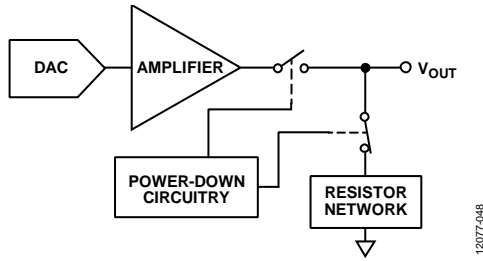 DAC
AMPLIFIER
VOUT
POWER-DOWN
CIRCUITRY
RESISTOR
NETWORK
12077-048